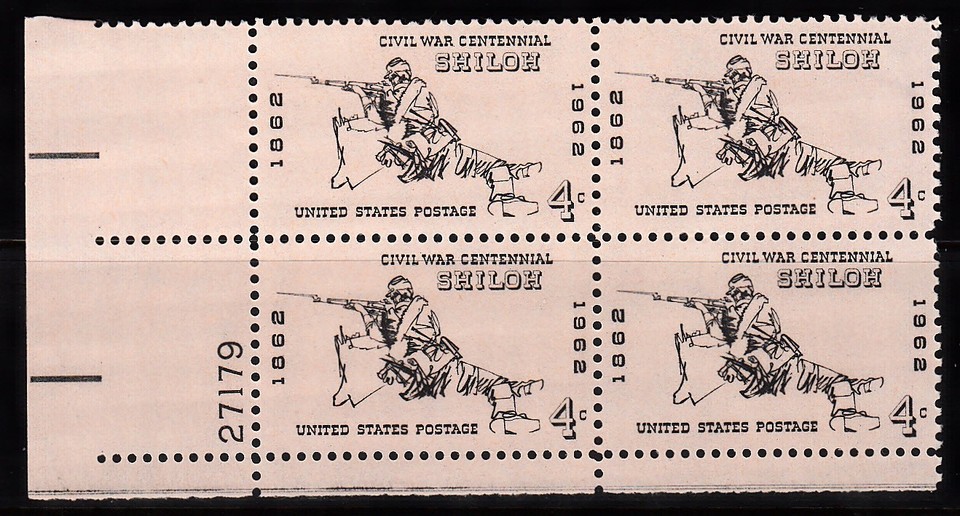 CIVIL WAR CENTENNIAL
SHILOH
1862
1962
UNITED STATES POSTAGE
4c
CIVIL WAR CENTENNIAL
SHILOH
1862
1962
UNITED STATES POSTAGE
4c
27179
CIVIL WAR CENTENNIAL
SHILOH
1862
1962
UNITED STATES POSTAGE
4c
CIVIL WAR CENTENNIAL
SHILOH
1862
1962
UNITED STATES POSTAGE
4c